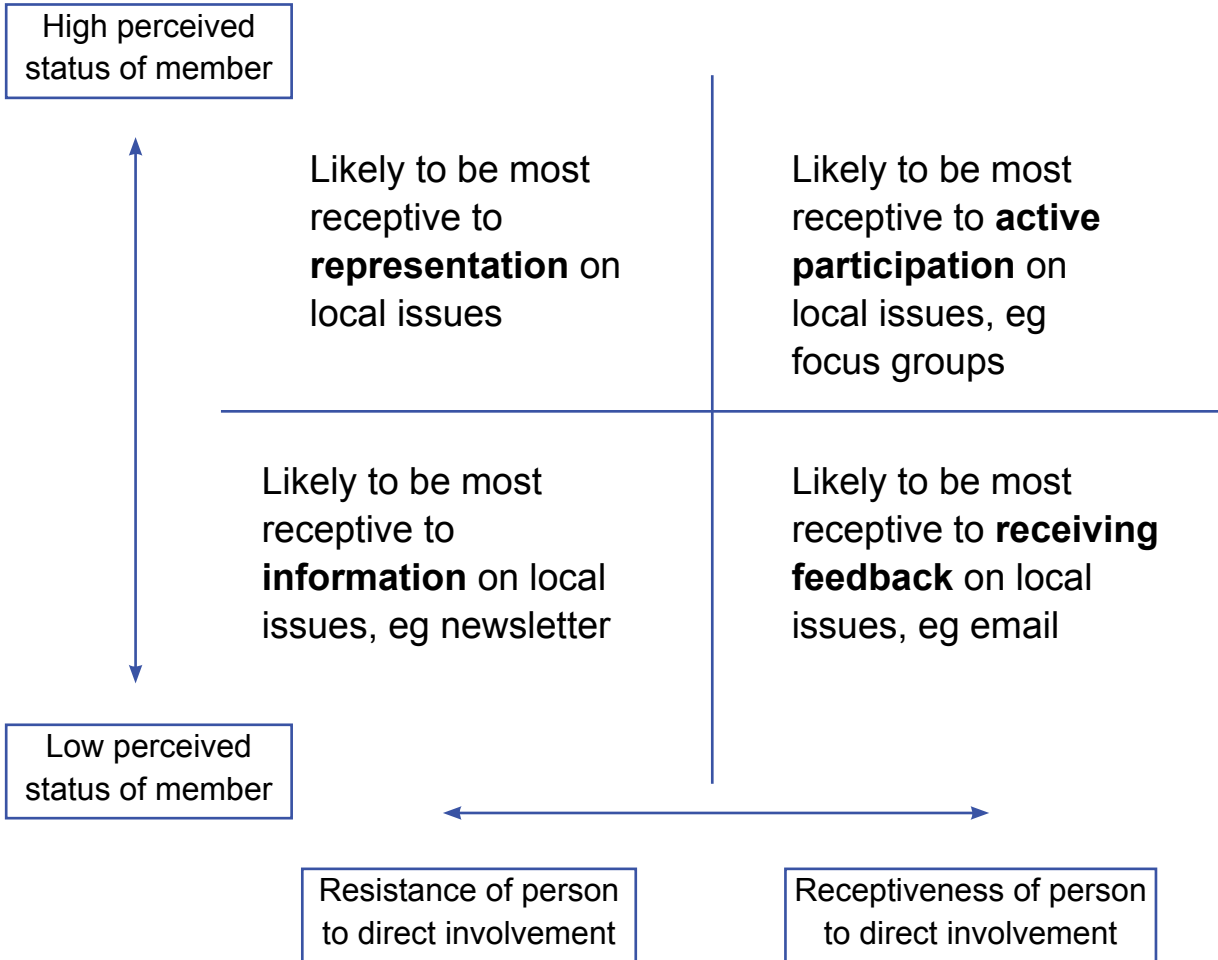 High perceived
status of member
Likely to be most
receptive to
representation on
local issues
Likely to be most
receptive to active
participation on
local issues, eg
focus groups
Likely to be most
receptive to
information on local
issues, eg newsletter
Likely to be most
receptive to receiving
feedback on local
issues, eg email
Low perceived
status of member
Resistance of person
to direct involvement
Receptiveness of person
to direct involvement